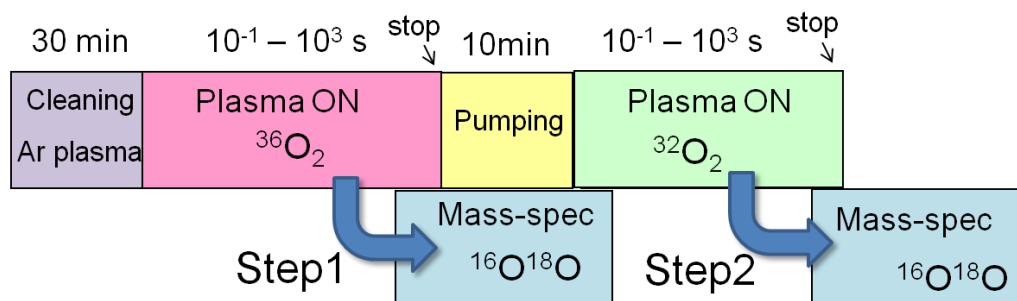 30 min
10⁻¹ – 10³ s
stop
10min
10⁻¹ – 10³ s
stop
Cleaning
Ar plasma
Plasma ON
³⁶O₂
Pumping
Plasma ON
³²O₂
Step1
Mass-spec
¹⁶O¹⁸O
Step2
Mass-spec
¹⁶O¹⁸O